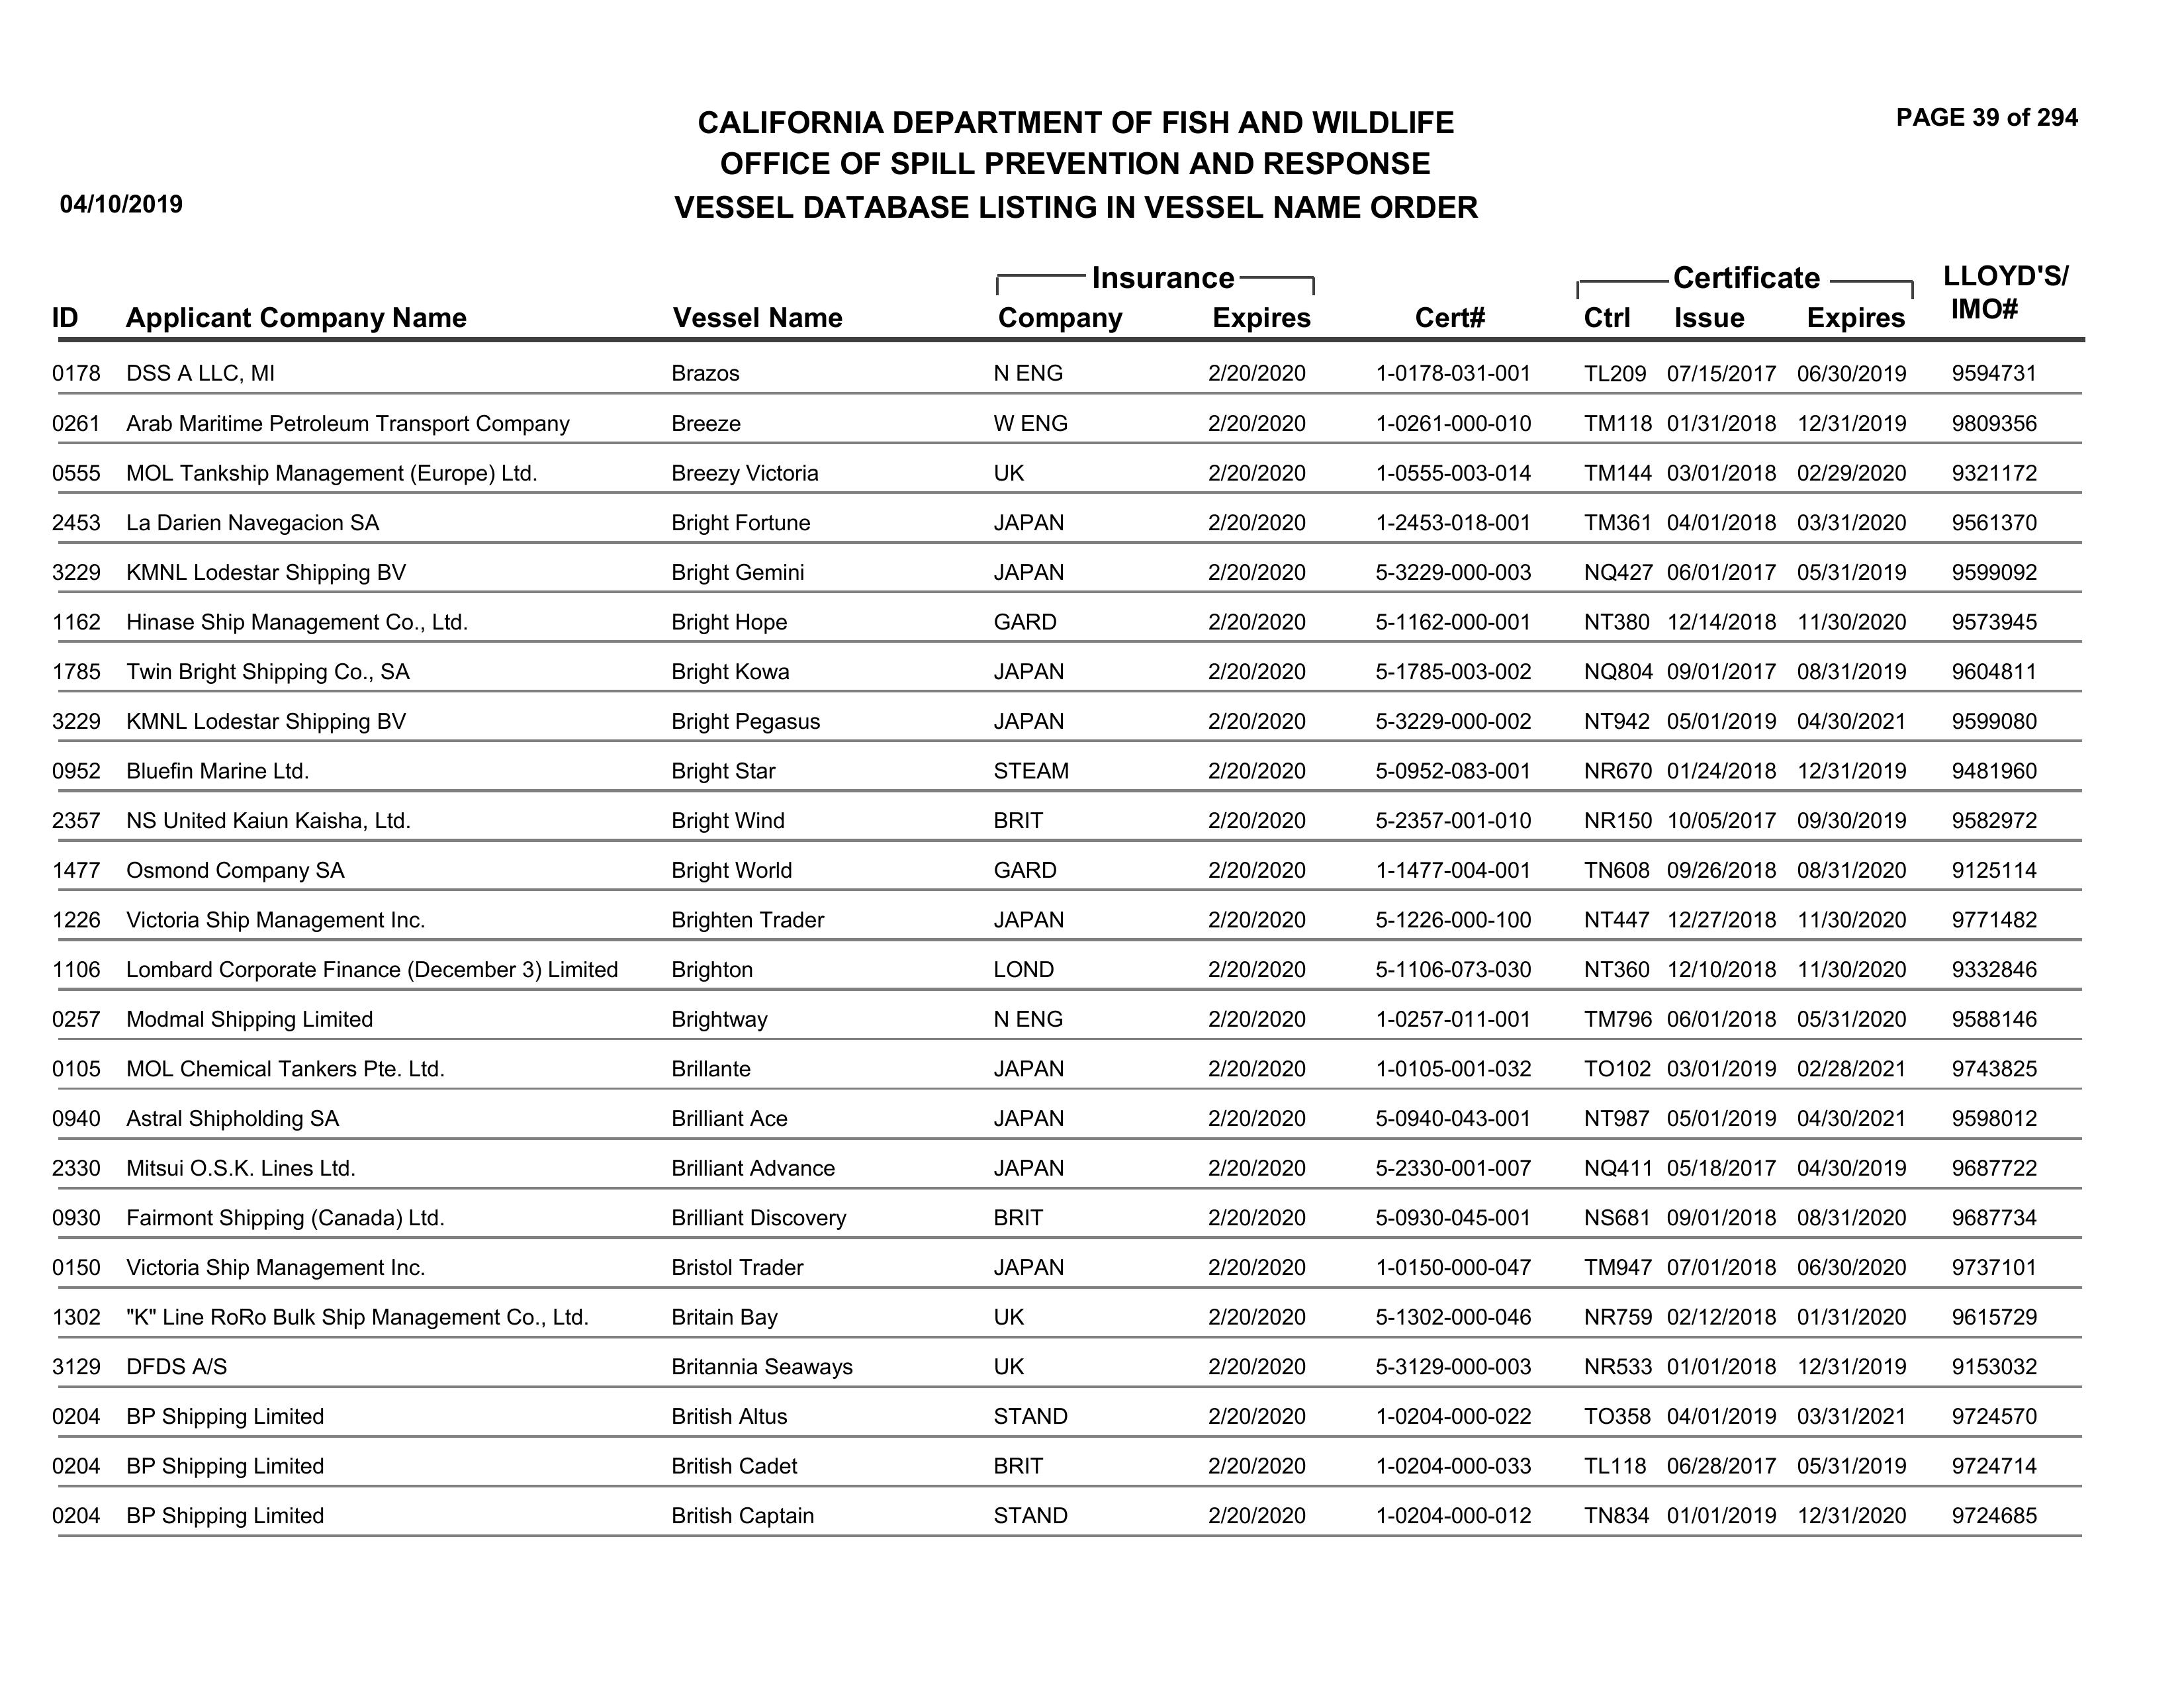 PAGE 39 of 294
CALIFORNIA DEPARTMENT OF FISH AND WILDLIFE
OFFICE OF SPILL PREVENTION AND RESPONSE
04/10/2019 VESSEL DATABASE LISTING IN VESSEL NAME ORDER
Insurance Certificate LLOYD'S/
ID Applicant Company Name Vessel Name Company Expires Cert# Ctrl Issue Expires IMO#
0178 DSS A LLC, MI Brazos N ENG 2/20/2020 1-0178-031-001 TL209 07/15/2017 06/30/2019 9594731
0261 Arab Maritime Petroleum Transport Company Breeze W ENG 2/20/2020 1-0261-000-010 TM118 01/31/2018 12/31/2019 9809356
0555 MOL Tankship Management (Europe) Ltd. Breezy Victoria UK 2/20/2020 1-0555-003-014 TM144 03/01/2018 02/29/2020 9321172
2453 La Darien Navegacion SA Bright Fortune JAPAN 2/20/2020 1-2453-018-001 TM361 04/01/2018 03/31/2020 9561370
3229 KMNL Lodestar Shipping BV Bright Gemini JAPAN 2/20/2020 5-3229-000-003 NQ427 06/01/2017 05/31/2019 9599092
1162 Hinase Ship Management Co., Ltd. Bright Hope GARD 2/20/2020 5-1162-000-001 NT380 12/14/2018 11/30/2020 9573945
1785 Twin Bright Shipping Co., SA Bright Kowa JAPAN 2/20/2020 5-1785-003-002 NQ804 09/01/2017 08/31/2019 9604811
3229 KMNL Lodestar Shipping BV Bright Pegasus JAPAN 2/20/2020 5-3229-000-002 NT942 05/01/2019 04/30/2021 9599080
0952 Bluefin Marine Ltd. Bright Star STEAM 2/20/2020 5-0952-083-001 NR670 01/24/2018 12/31/2019 9481960
2357 NS United Kaiun Kaisha, Ltd. Bright Wind BRIT 2/20/2020 5-2357-001-010 NR150 10/05/2017 09/30/2019 9582972
1477 Osmond Company SA Bright World GARD 2/20/2020 1-1477-004-001 TN608 09/26/2018 08/31/2020 9125114
1226 Victoria Ship Management Inc. Brighten Trader JAPAN 2/20/2020 5-1226-000-100 NT447 12/27/2018 11/30/2020 9771482
1106 Lombard Corporate Finance (December 3) Limited Brighton LOND 2/20/2020 5-1106-073-030 NT360 12/10/2018 11/30/2020 9332846
0257 Modmal Shipping Limited Brightway N ENG 2/20/2020 1-0257-011-001 TM796 06/01/2018 05/31/2020 9588146
0105 MOL Chemical Tankers Pte. Ltd. Brillante JAPAN 2/20/2020 1-0105-001-032 TO102 03/01/2019 02/28/2021 9743825
0940 Astral Shipholding SA Brilliant Ace JAPAN 2/20/2020 5-0940-043-001 NT987 05/01/2019 04/30/2021 9598012
2330 Mitsui O.S.K. Lines Ltd. Brilliant Advance JAPAN 2/20/2020 5-2330-001-007 NQ411 05/18/2017 04/30/2019 9687722
0930 Fairmont Shipping (Canada) Ltd. Brilliant Discovery BRIT 2/20/2020 5-0930-045-001 NS681 09/01/2018 08/31/2020 9687734
0150 Victoria Ship Management Inc. Bristol Trader JAPAN 2/20/2020 1-0150-000-047 TM947 07/01/2018 06/30/2020 9737101
1302 "K" Line RoRo Bulk Ship Management Co., Ltd. Britain Bay UK 2/20/2020 5-1302-000-046 NR759 02/12/2018 01/31/2020 9615729
3129 DFDS A/S Britannia Seaways UK 2/20/2020 5-3129-000-003 NR533 01/01/2018 12/31/2019 9153032
0204 BP Shipping Limited British Altus STAND 2/20/2020 1-0204-000-022 TO358 04/01/2019 03/31/2021 9724570
0204 BP Shipping Limited British Cadet BRIT 2/20/2020 1-0204-000-033 TL118 06/28/2017 05/31/2019 9724714
0204 BP Shipping Limited British Captain STAND 2/20/2020 1-0204-000-012 TN834 01/01/2019 12/31/2020 9724685